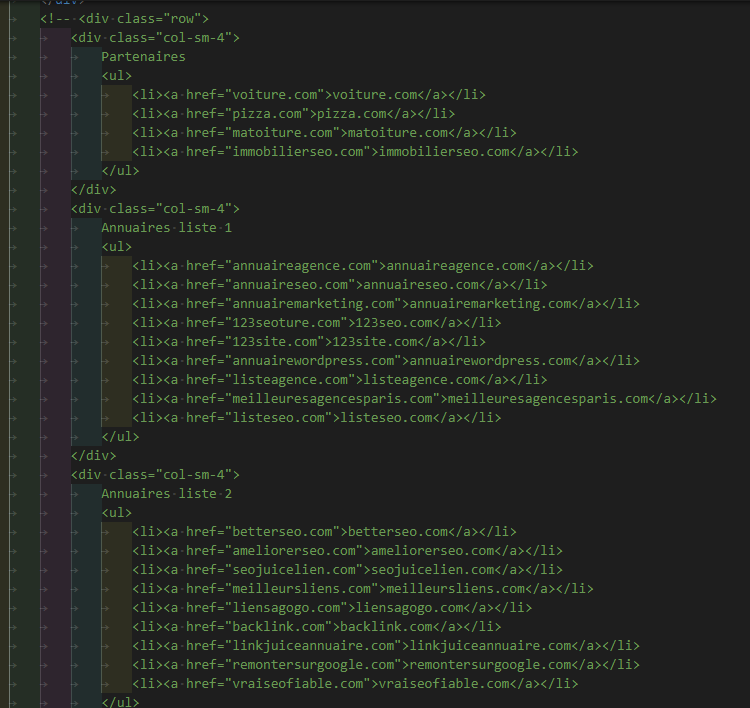 </div>
<!-- <div class="row">
<div class="col-sm-4">
Partenaires
<ul>
<li><a href="voiture.com">voiture.com</a></li>
<li><a href="pizza.com">pizza.com</a></li>
<li><a href="matoiture.com">matoiture.com</a></li>
<li><a href="immobilierseo.com">immobilierseo.com</a></li>
</ul>
</div>
<div class="col-sm-4">
Annuaires liste 1
<ul>
<li><a href="annuaireagence.com">annuaireagence.com</a></li>
<li><a href="annuaireseo.com">annuaireseo.com</a></li>
<li><a href="annuairemarketing.com">annuairemarketing.com</a></li>
<li><a href="123seoture.com">123seo.com</a></li>
<li><a href="123site.com">123site.com</a></li>
<li><a href="annuairewordpress.com">annuairewordpress.com</a></li>
<li><a href="listeagence.com">listeagence.com</a></li>
<li><a href="meilleuresagencesparis.com">meilleuresagencesparis.com</a></li>
<li><a href="listeseo.com">listeseo.com</a></li>
</ul>
</div>
<div class="col-sm-4">
Annuaires liste 2
<ul>
<li><a href="betterseo.com">betterseo.com</a></li>
<li><a href="ameliorerseo.com">ameliorerseo.com</a></li>
<li><a href="seojuicelien.com">seojuicelien.com</a></li>
<li><a href="meilleursliens.com">meilleursliens.com</a></li>
<li><a href="liensagogo.com">liensagogo.com</a></li>
<li><a href="backlink.com">backlink.com</a></li>
<li><a href="linkjuiceannuaire.com">linkjuiceannuaire.com</a></li>
<li><a href="remontersurgoogle.com">remontersurgoogle.com</a></li>
<li><a href="vraiseofiable.com">vraiseofiable.com</a></li>
</ul>